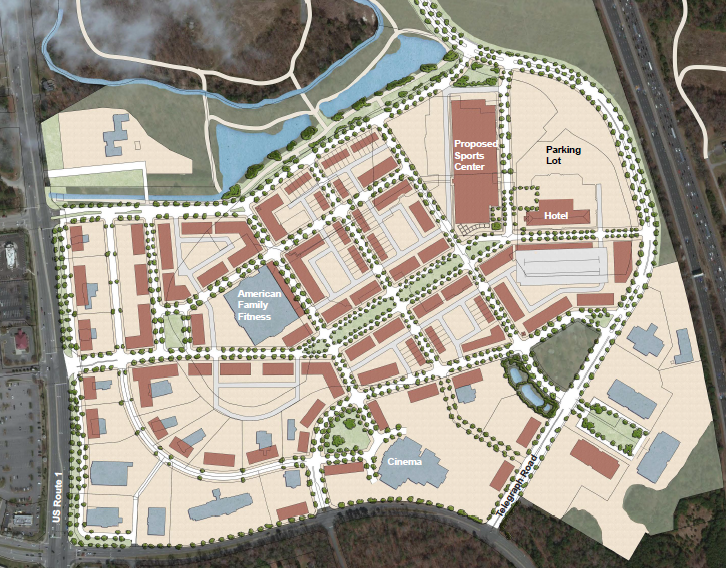 Proposed
Sports
Center
Parking
Lot
Hotel
American
Family
Fitness
Cinema
US Route 1
Telegraph Road